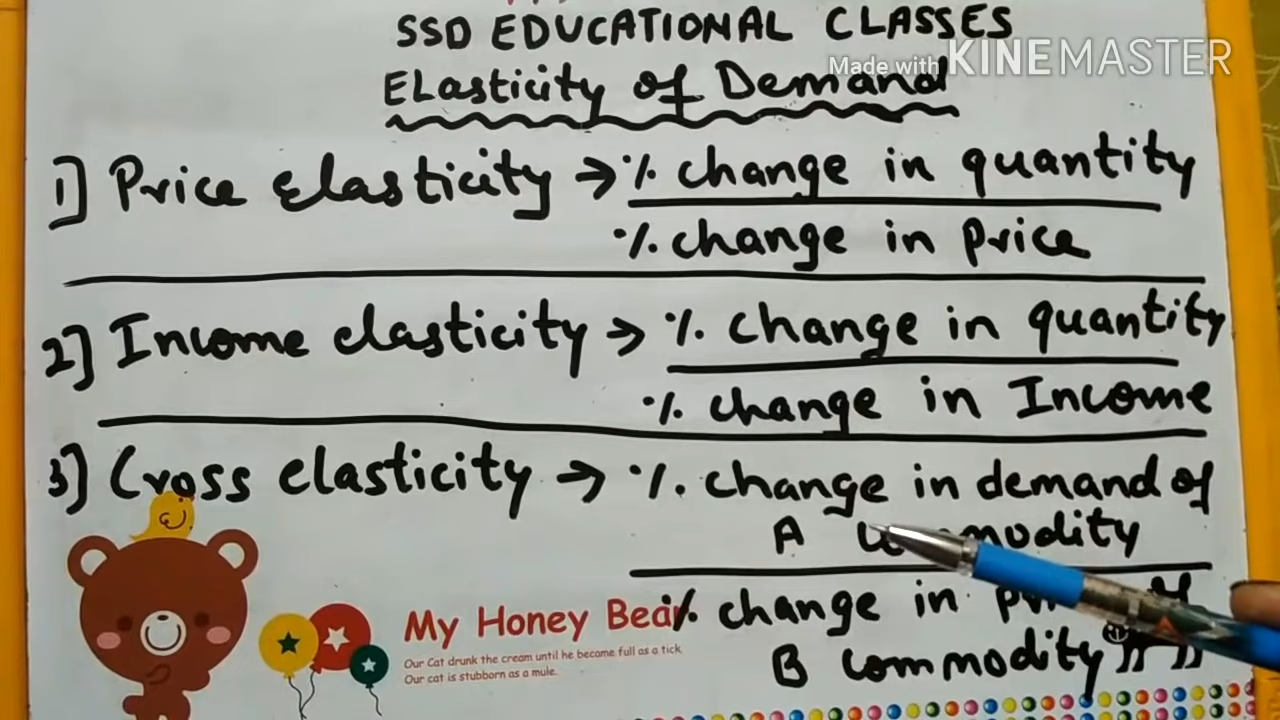 SSD EDUCATIONAL CLASSES
Made with KINEMASTER
ELasticity of Demand
1] Price elasticity → % change in quantity
% change in price
2] Income elasticity → % change in quantity
% change in Income
3] Cross elasticity → % change in demand of
A commodity
% change in
B commodity
My Honey Bear
Our Cat drunk the cream until he become full as a tick.
Our cat is stubborn as a mule.